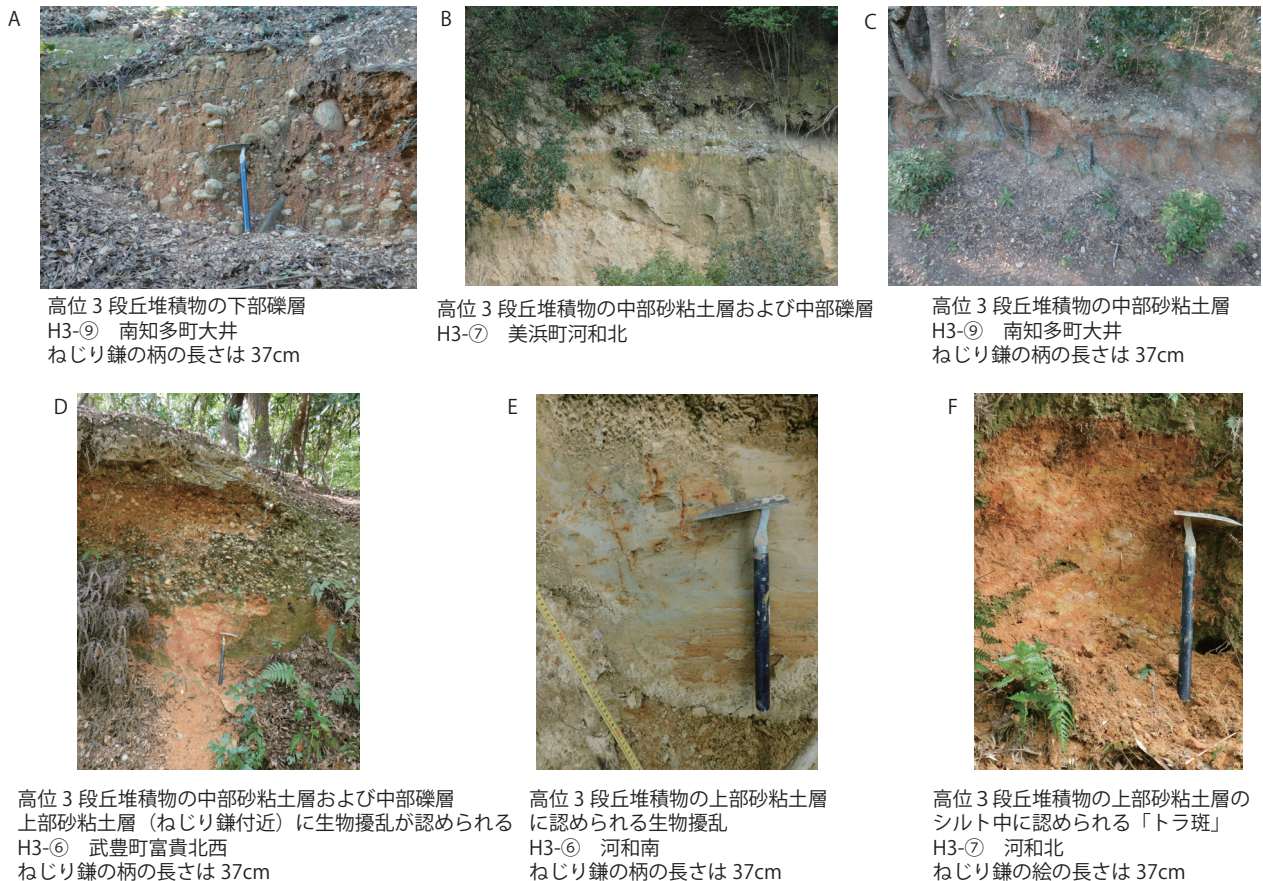 A
B
C
高位 3 段丘堆積物の下部礫層
H3-⑨　南知多町大井
ねじり鎌の柄の長さは 37cm
高位 3 段丘堆積物の中部砂粘土層および中部礫層
H3-⑦　美浜町河和北
高位 3 段丘堆積物の中部砂粘土層
H3-⑨　南知多町大井
ねじり鎌の柄の長さは 37cm
D
E
F
高位 3 段丘堆積物の中部砂粘土層および中部礫層
上部砂粘土層（ねじり鎌付近）に生物擾乱が認められる
H3-⑥　武豊町富貴北西
ねじり鎌の柄の長さは 37cm
高位 3 段丘堆積物の上部砂粘土層
に認められる生物擾乱
H3-⑥　河和南
ねじり鎌の柄の長さは 37cm
高位３段丘堆積物の上部砂粘土層の
シルト中に認められる「トラ斑」
H3-⑦　河和北
ねじり鎌の絵の長さは 37cm